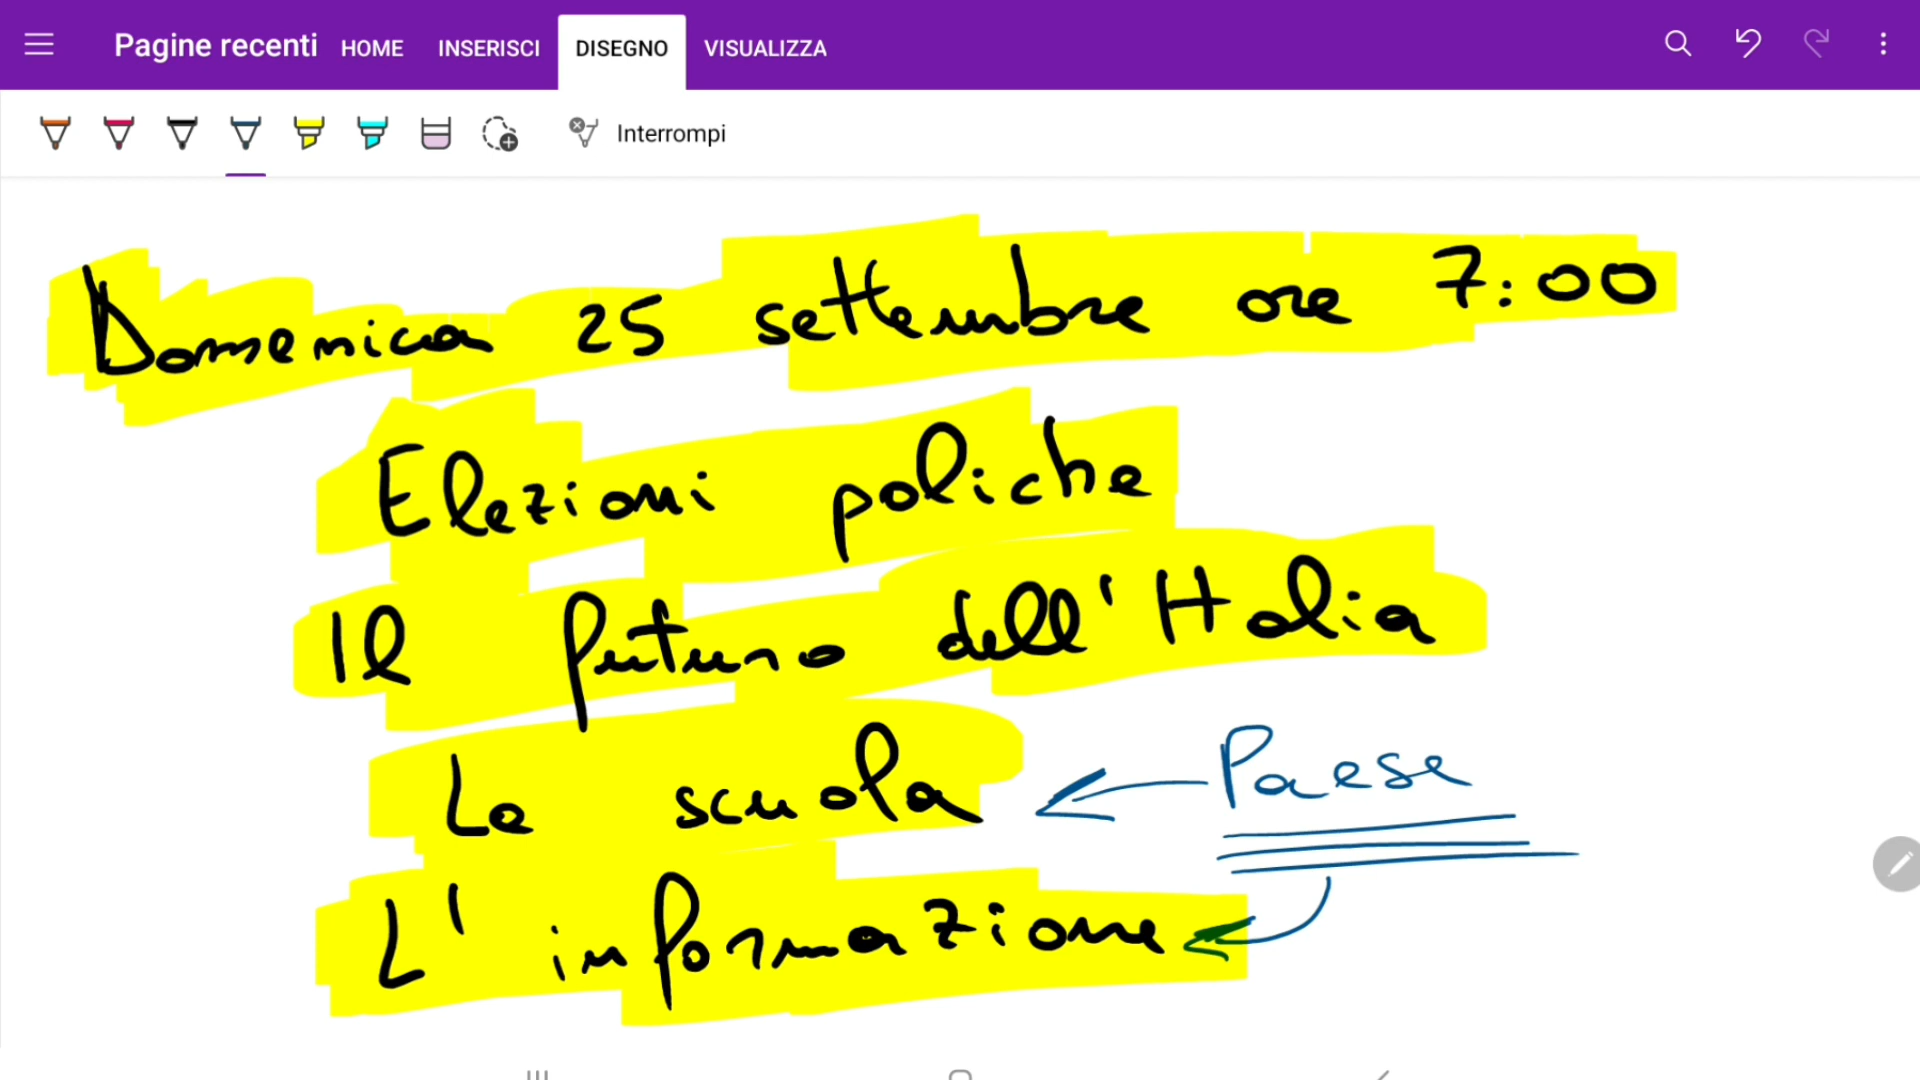 Pagine recenti HOME INSERISCI DISEGNO VISUALIZZA
Interrompi
Domenica 25 settembre ore 7:00
Elezioni poliche
Il futuro dell'Italia
La scuola
Paese
L'informazione